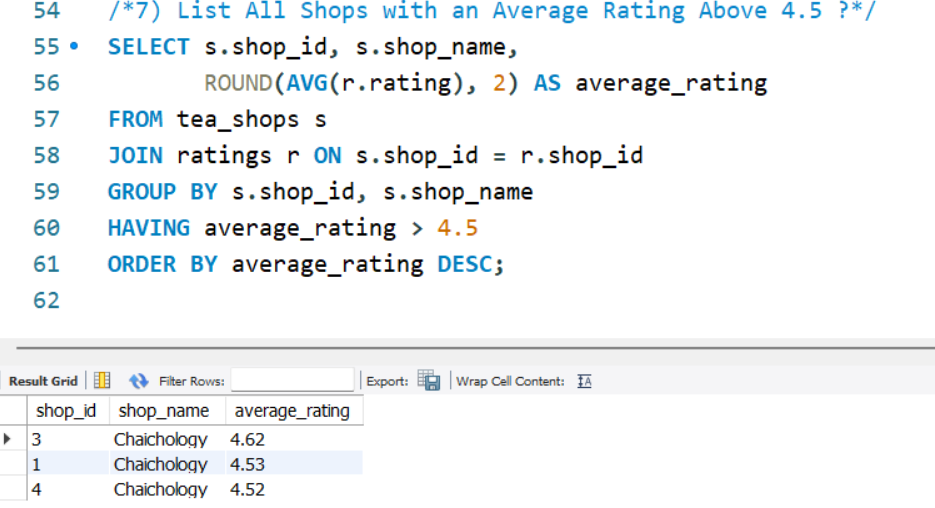 54 /*7) List All Shops with an Average Rating Above 4.5 ?*/
55 SELECT s.shop_id, s.shop_name,
56 ROUND(AVG(r.rating), 2) AS average_rating
57 FROM tea_shops s
58 JOIN ratings r ON s.shop_id = r.shop_id
59 GROUP BY s.shop_id, s.shop_name
60 HAVING average_rating > 4.5
61 ORDER BY average_rating DESC;
62
Result Grid Filter Rows: Export: Wrap Cell Content: IA
shop_id shop_name average_rating
3 Chaichology 4.62
1 Chaichology 4.53
4 Chaichology 4.52